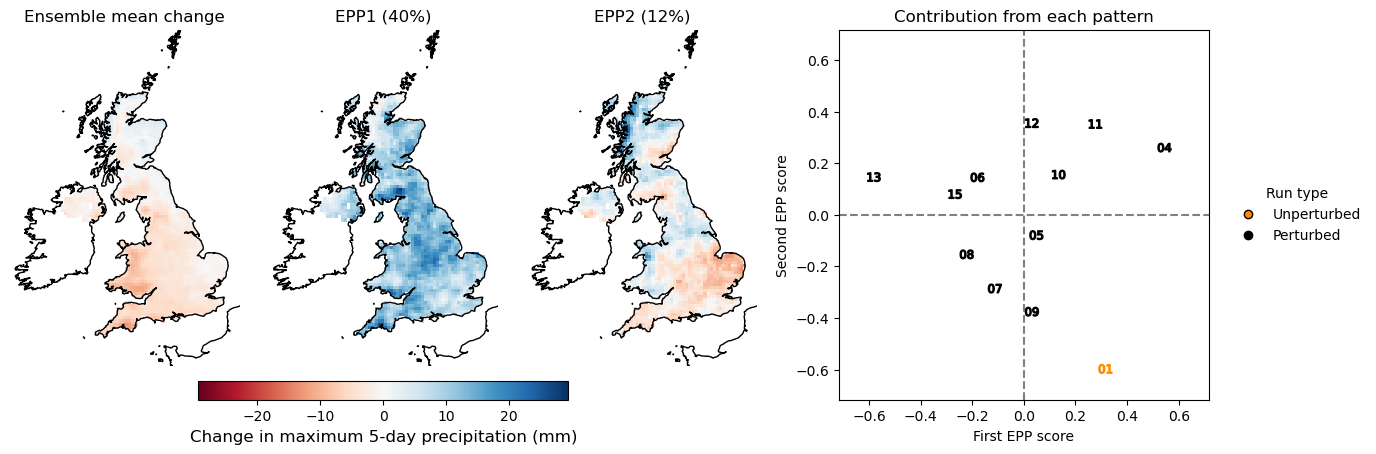 Ensemble mean change
EPP1 (40%)
EPP2 (12%)
Contribution from each pattern
−20 −10 0 10 20
Change in maximum 5-day precipitation (mm)
Second EPP score
0.6
0.4
0.2
0.0
−0.2
−0.4
−0.6
12
11
04
13
06
10
15
05
08
07
09
01
−0.6 −0.4 −0.2 0.0 0.2 0.4 0.6
First EPP score
Run type
Unperturbed
Perturbed